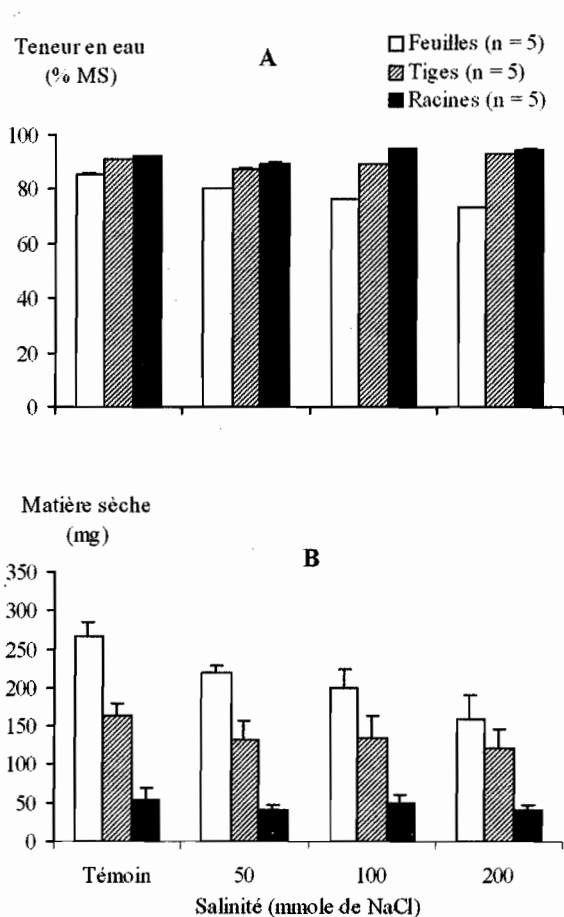 Teneur en eau
(% MS)
A
Feuilles (n = 5)
Tiges (n = 5)
Racines (n = 5)
100
80
60
40
20
0
Matière sèche
(mg)
B
350
300
250
200
150
100
50
0
Témoin 50 100 200
Salinité (mmole de NaCl)